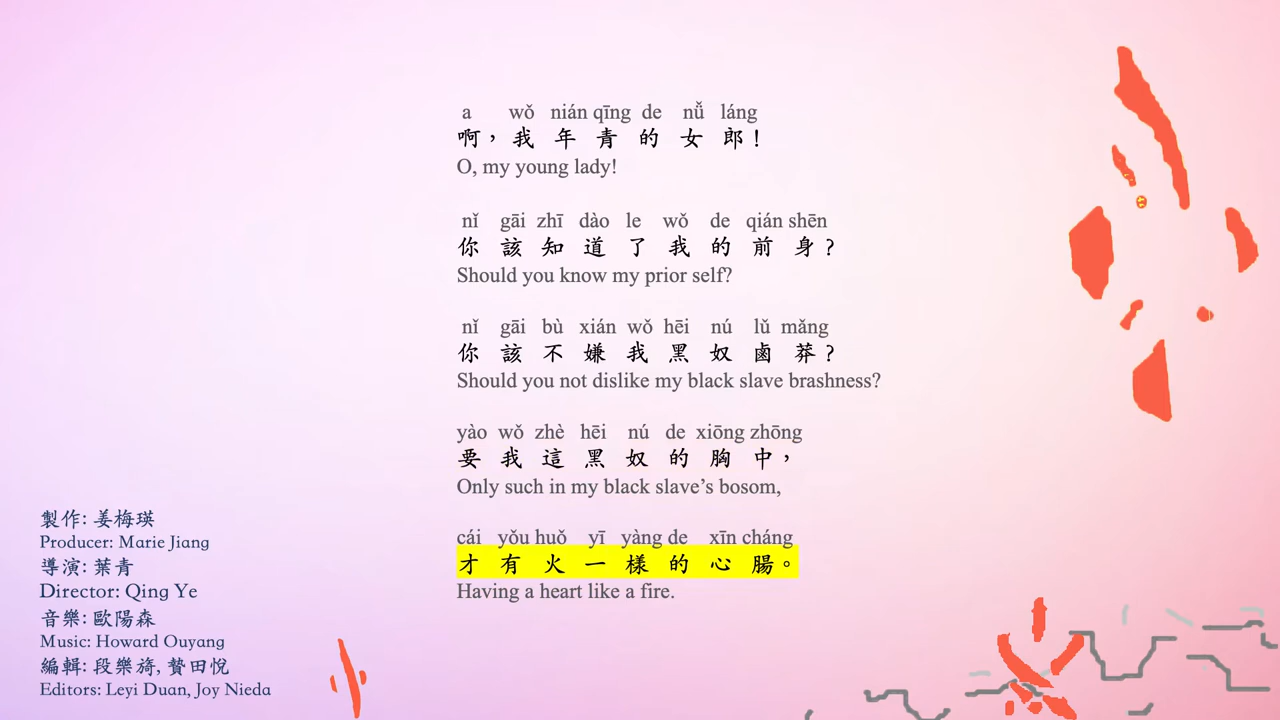 a wǒ nián qīng de nǚ láng
啊，我年青的女郎！
O, my young lady!
nǐ gāi zhī dào le wǒ de qián shēn
你該知道了我的前身？
Should you know my prior self?
nǐ gāi bù xián wǒ hēi nú lǔ mǎng
你該不嫌我黑奴鹵莽？
Should you not dislike my black slave brashness?
yào wǒ zhè hēi nú de xiōng zhōng
要我這黑奴的胸中，
Only such in my black slave’s bosom,
cái yǒu huǒ yī yàng de xīn cháng
才有火一樣的心腸。
Having a heart like a fire.
製作: 姜梅瑛
Producer: Marie Jiang
導演: 葉青
Director: Qing Ye
音樂: 歐陽森
Music: Howard Ouyang
編輯: 段樂旖, 贄田悅
Editors: Leyi Duan, Joy Nieda